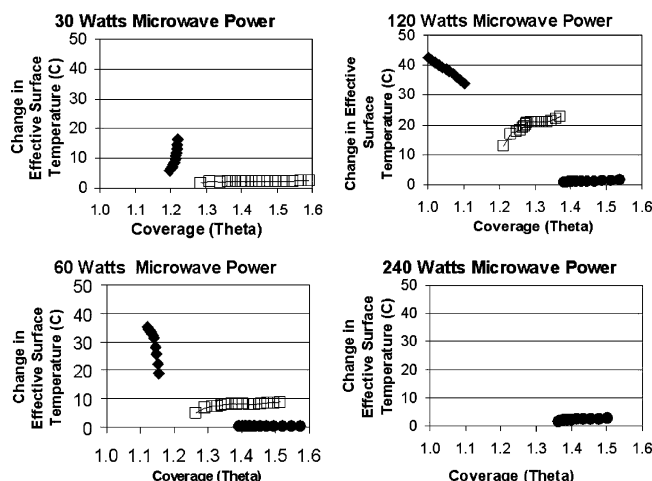 30 Watts Microwave Power
Change in
Effective Surface
Temperature (C)
50
40
30
20
10
0
1.0 1.1 1.2 1.3 1.4 1.5 1.6
Coverage (Theta)
120 Watts Microwave Power
Change in Effective
Surface
Temperature (C)
50
40
30
20
10
0
1.0 1.1 1.2 1.3 1.4 1.5 1.6
Coverage (Theta)
60 Watts Microwave Power
Change in
Effective Surface
Temperature (C)
50
40
30
20
10
0
1.0 1.1 1.2 1.3 1.4 1.5 1.6
Coverage (Theta)
240 Watts Microwave Power
Change in
Effective Surface
Temperature (C)
50
40
30
20
10
0
1.0 1.1 1.2 1.3 1.4 1.5 1.6
Coverage (Theta)